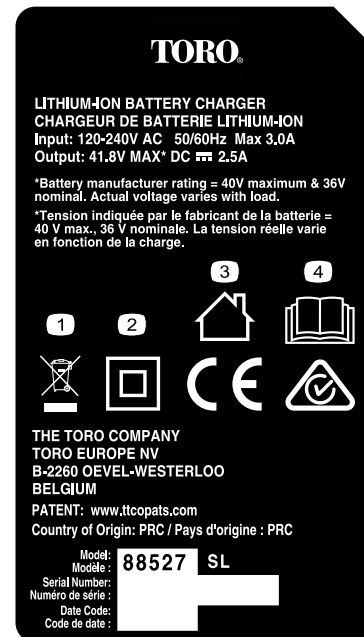 TORO.
LITHIUM-ION BATTERY CHARGER
CHARGEUR DE BATTERIE LITHIUM-ION
Input: 120-240V AC 50/60Hz Max 3.0A
Output: 41.8V MAX* DC 2.5A
*Battery manufacturer rating = 40V maximum & 36V
nominal. Actual voltage varies with load.
*Tension indiquée par le fabricant de la batterie =
40 V max., 36 V nominale. La tension réelle varie
en fonction de la charge.
3 4
1 2
CE
THE TORO COMPANY
TORO EUROPE NV
B-2260 OEVEL-WESTERLOO
BELGIUM
PATENT: www.ttcopats.com
Country of Origin: PRC / Pays d'origine : PRC
Model:
Modèle : 88527 SL
Serial Number:
Numéro de série :
Date Code:
Code de date :